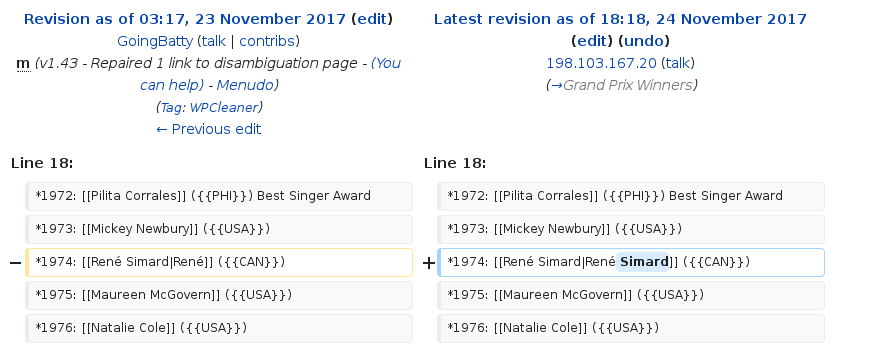 Revision as of 03:17, 23 November 2017 (edit)
GoingBatty (talk | contribs)
m (v1.43 - Repaired 1 link to disambiguation page - (You
can help) - Menudo)
(Tag: WPCleaner)
← Previous edit
Latest revision as of 18:18, 24 November 2017
(edit) (undo)
198.103.167.20 (talk)
(→Grand Prix Winners)
Line 18:
Line 18:
*1972: [[Pilita Corrales]] ({{PHI}}) Best Singer Award
*1972: [[Pilita Corrales]] ({{PHI}}) Best Singer Award
*1973: [[Mickey Newbury]] ({{USA}})
*1973: [[Mickey Newbury]] ({{USA}})
− *1974: [[René Simard|René]] ({{CAN}})
+ *1974: [[René Simard|René Simard]] ({{CAN}})
*1975: [[Maureen McGovern]] ({{USA}})
*1975: [[Maureen McGovern]] ({{USA}})
*1976: [[Natalie Cole]] ({{USA}})
*1976: [[Natalie Cole]] ({{USA}})